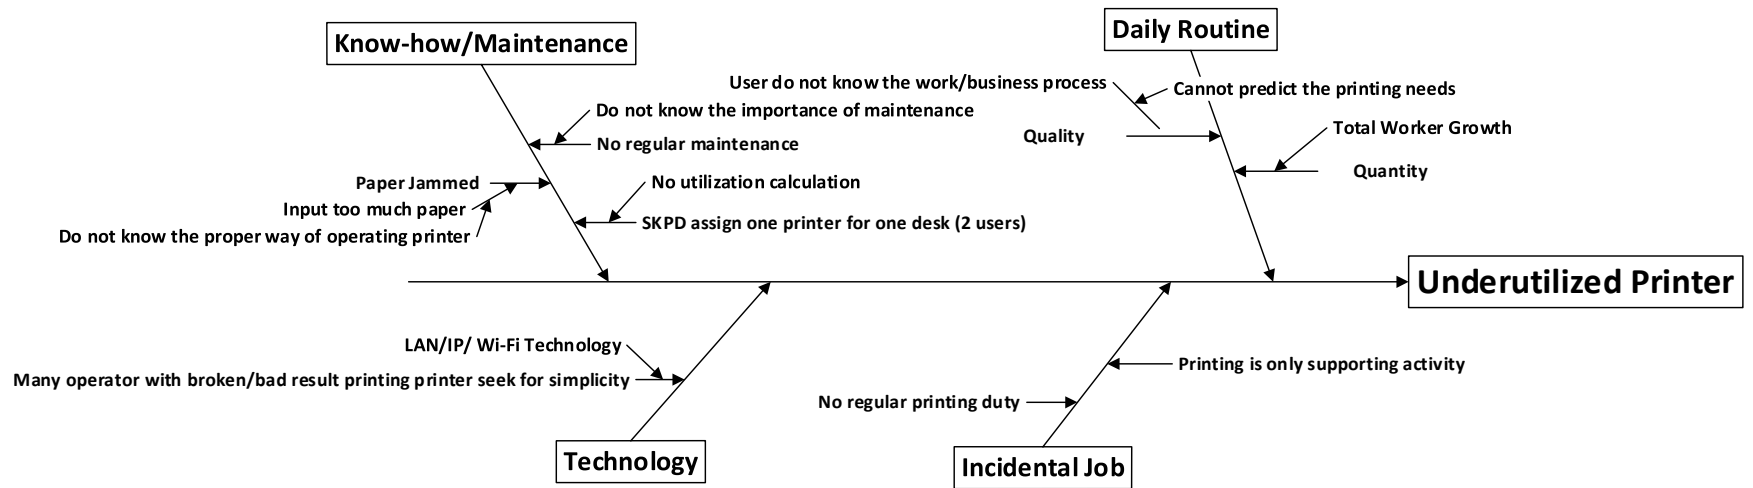 Know-how/Maintenance
Daily Routine
User do not know the work/business process
Cannot predict the printing needs
Do not know the importance of maintenance
Total Worker Growth
Quality
No regular maintenance
Quantity
Paper Jammed
No utilization calculation
Input too much paper
SKPD assign one printer for one desk (2 users)
Do not know the proper way of operating printer
Underutilized Printer
LAN/IP/ Wi-Fi Technology
Printing is only supporting activity
Many operator with broken/bad result printing printer seek for simplicity
No regular printing duty
Technology
Incidental Job